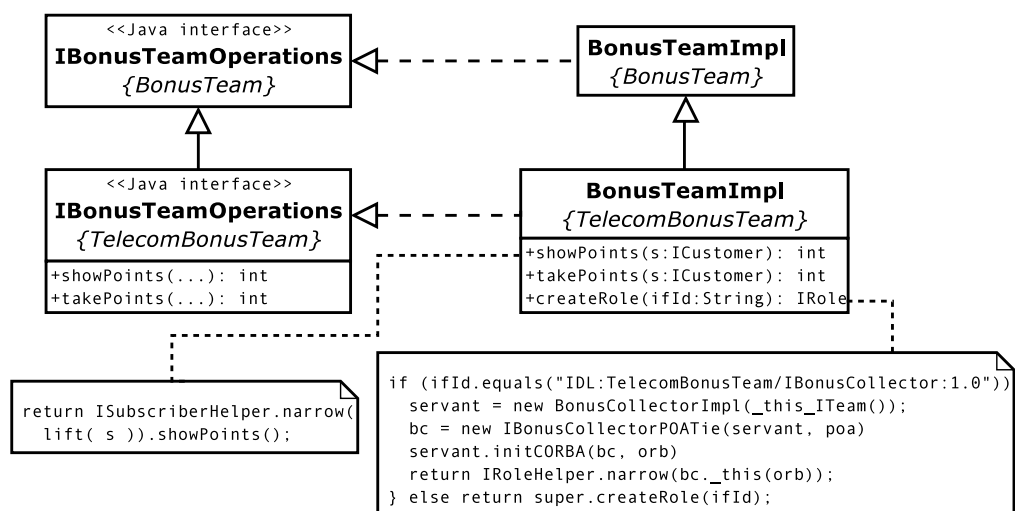 <<Java interface>>
IBonusTeamOperations
{BonusTeam}
BonusTeamImpl
{BonusTeam}
<<Java interface>>
IBonusTeamOperations
{TelecomBonusTeam}
+showPoints(...): int
+takePoints(...): int
BonusTeamImpl
{TelecomBonusTeam}
+showPoints(s:ICustomer): int
+takePoints(s:ICustomer): int
+createRole(ifId:String): IRole
return ISubscriberHelper.narrow(
lift( s )).showPoints();
if (ifId.equals("IDL:TelecomBonusTeam/IBonusCollector:1.0"))
servant = new BonusCollectorImpl(_this_ITeam());
bc = new IBonusCollectorPOATie(servant, poa)
servant.initCORBA(bc, orb)
return IRoleHelper.narrow(bc._this(orb));
} else return super.createRole(ifId);